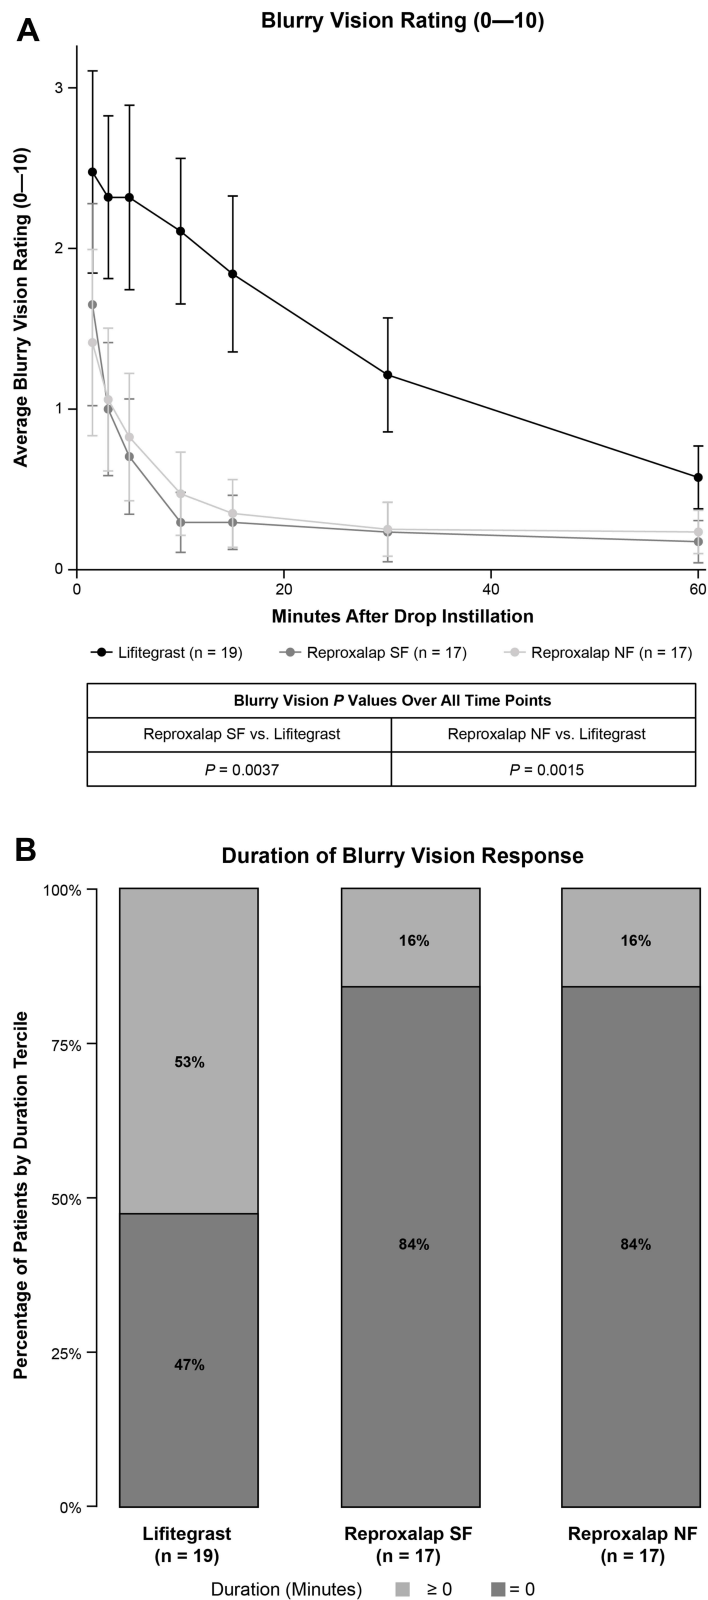 A
Blurry Vision Rating (0—10)
Average Blurry Vision Rating (0—10)
3
2
1
0
0 20 40 60
Minutes After Drop Instillation
Lifitegrast (n = 19) Reproxalap SF (n = 17) Reproxalap NF (n = 17)
Blurry Vision P Values Over All Time Points
Reproxalap SF vs. Lifitegrast Reproxalap NF vs. Lifitegrast
P = 0.0037 P = 0.0015
B
Duration of Blurry Vision Response
Percentage of Patients by Duration Tercile
100%
75%
50%
25%
0%
53%
47%
16%
84%
16%
84%
Lifitegrast Reproxalap SF Reproxalap NF
(n = 19) (n = 17) (n = 17)
Duration (Minutes) ≥ 0 = 0